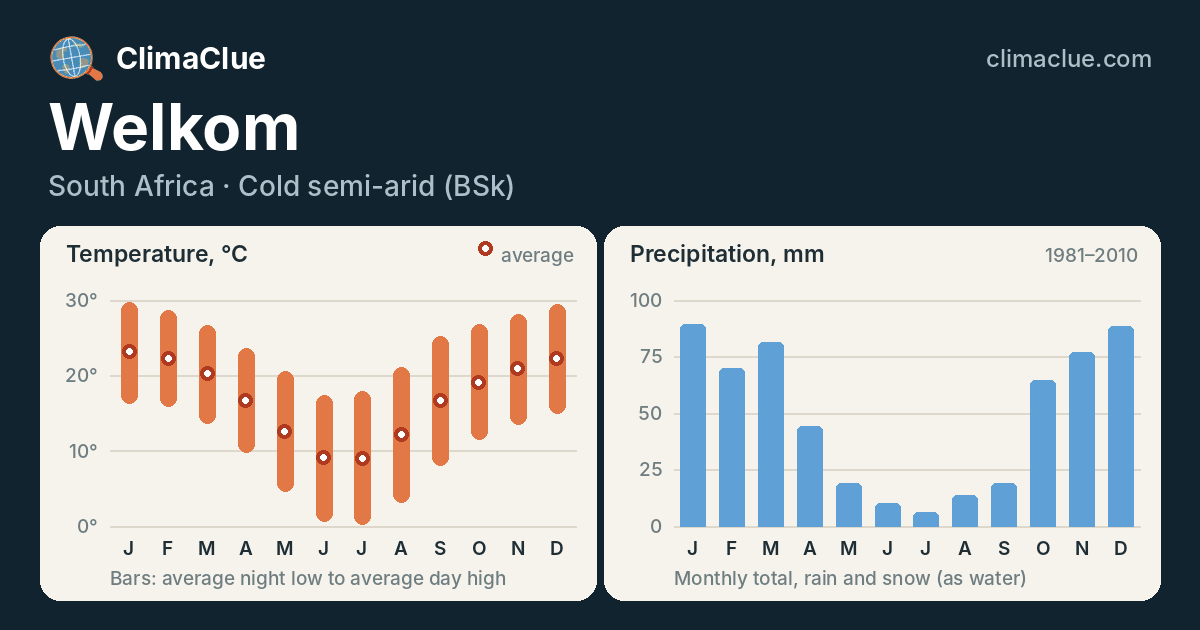 ClimaClue
climaclue.com
Welkom
South Africa · Cold semi-arid (BSk)
Temperature, °C
average
30°
20°
10°
0°
J F M A M J J A S O N D
Bars: average night low to average day high
Precipitation, mm
1981–2010
100
75
50
25
0
J F M A M J J A S O N D
Monthly total, rain and snow (as water)